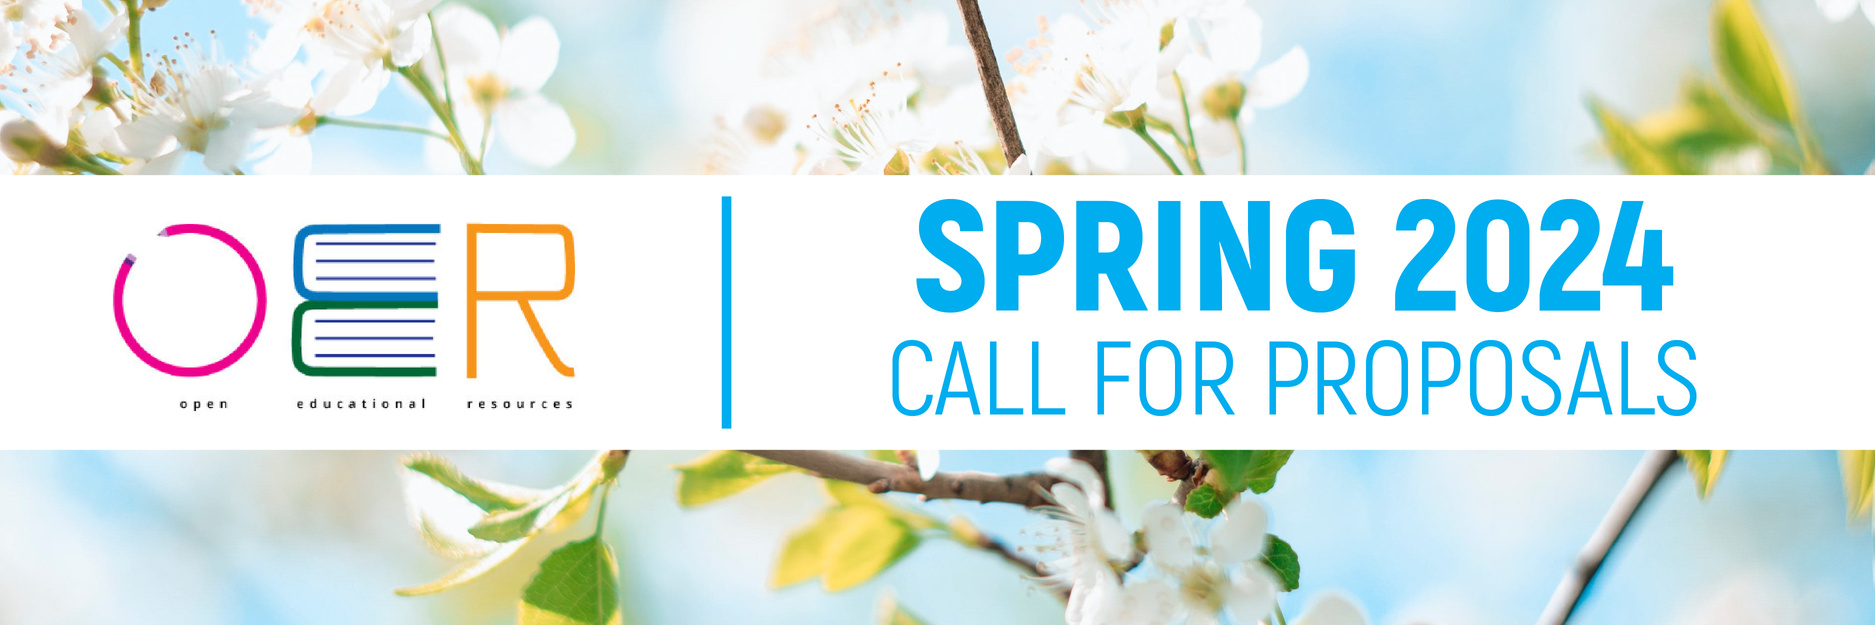 OER
open educational resources
SPRING 2024
CALL FOR PROPOSALS